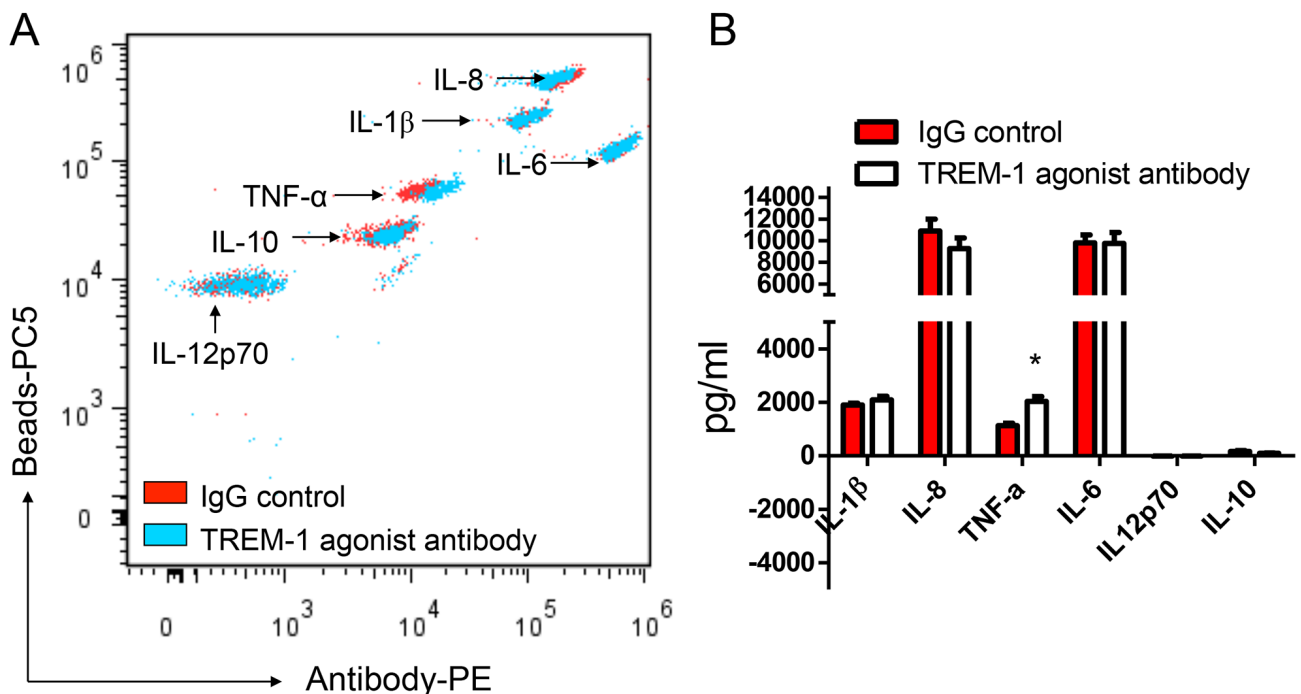 A
B
10^6
10^5
10^4
10^3
0
Beads-PC5
IL-8
IL-1β
IL-6
TNF-α
IL-10
IL-12p70
IgG control
TREM-1 agonist antibody
0
10^3
10^4
10^5
10^6
Antibody-PE
IgG control
TREM-1 agonist antibody
14000
12000
10000
8000
6000
4000
2000
0
-2000
-4000
pg/ml
*
IL-1β
IL-8
TNF-a
IL-6
IL12p70
IL-10